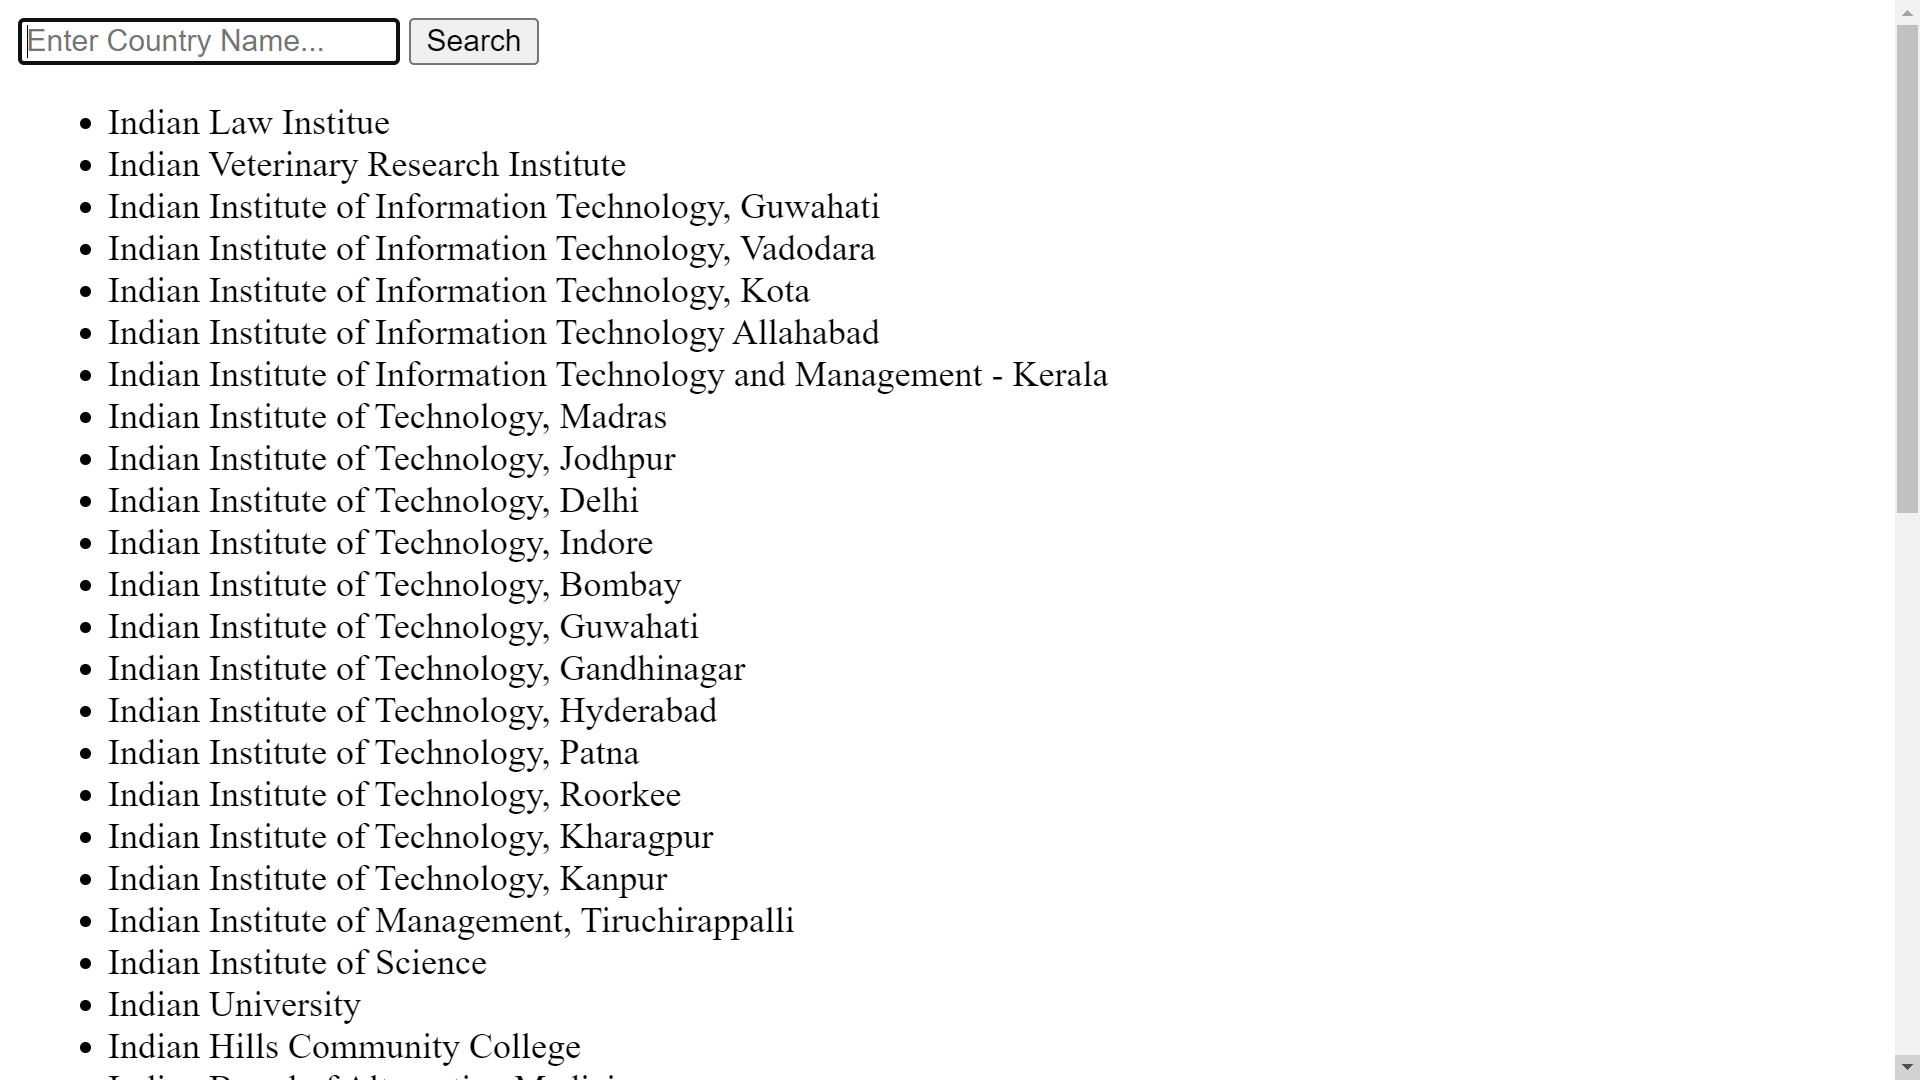 Enter Country Name... Search
Indian Law Institue
Indian Veterinary Research Institute
Indian Institute of Information Technology, Guwahati
Indian Institute of Information Technology, Vadodara
Indian Institute of Information Technology, Kota
Indian Institute of Information Technology Allahabad
Indian Institute of Information Technology and Management - Kerala
Indian Institute of Technology, Madras
Indian Institute of Technology, Jodhpur
Indian Institute of Technology, Delhi
Indian Institute of Technology, Indore
Indian Institute of Technology, Bombay
Indian Institute of Technology, Guwahati
Indian Institute of Technology, Gandhinagar
Indian Institute of Technology, Hyderabad
Indian Institute of Technology, Patna
Indian Institute of Technology, Roorkee
Indian Institute of Technology, Kharagpur
Indian Institute of Technology, Kanpur
Indian Institute of Management, Tiruchirappalli
Indian Institute of Science
Indian University
Indian Hills Community College